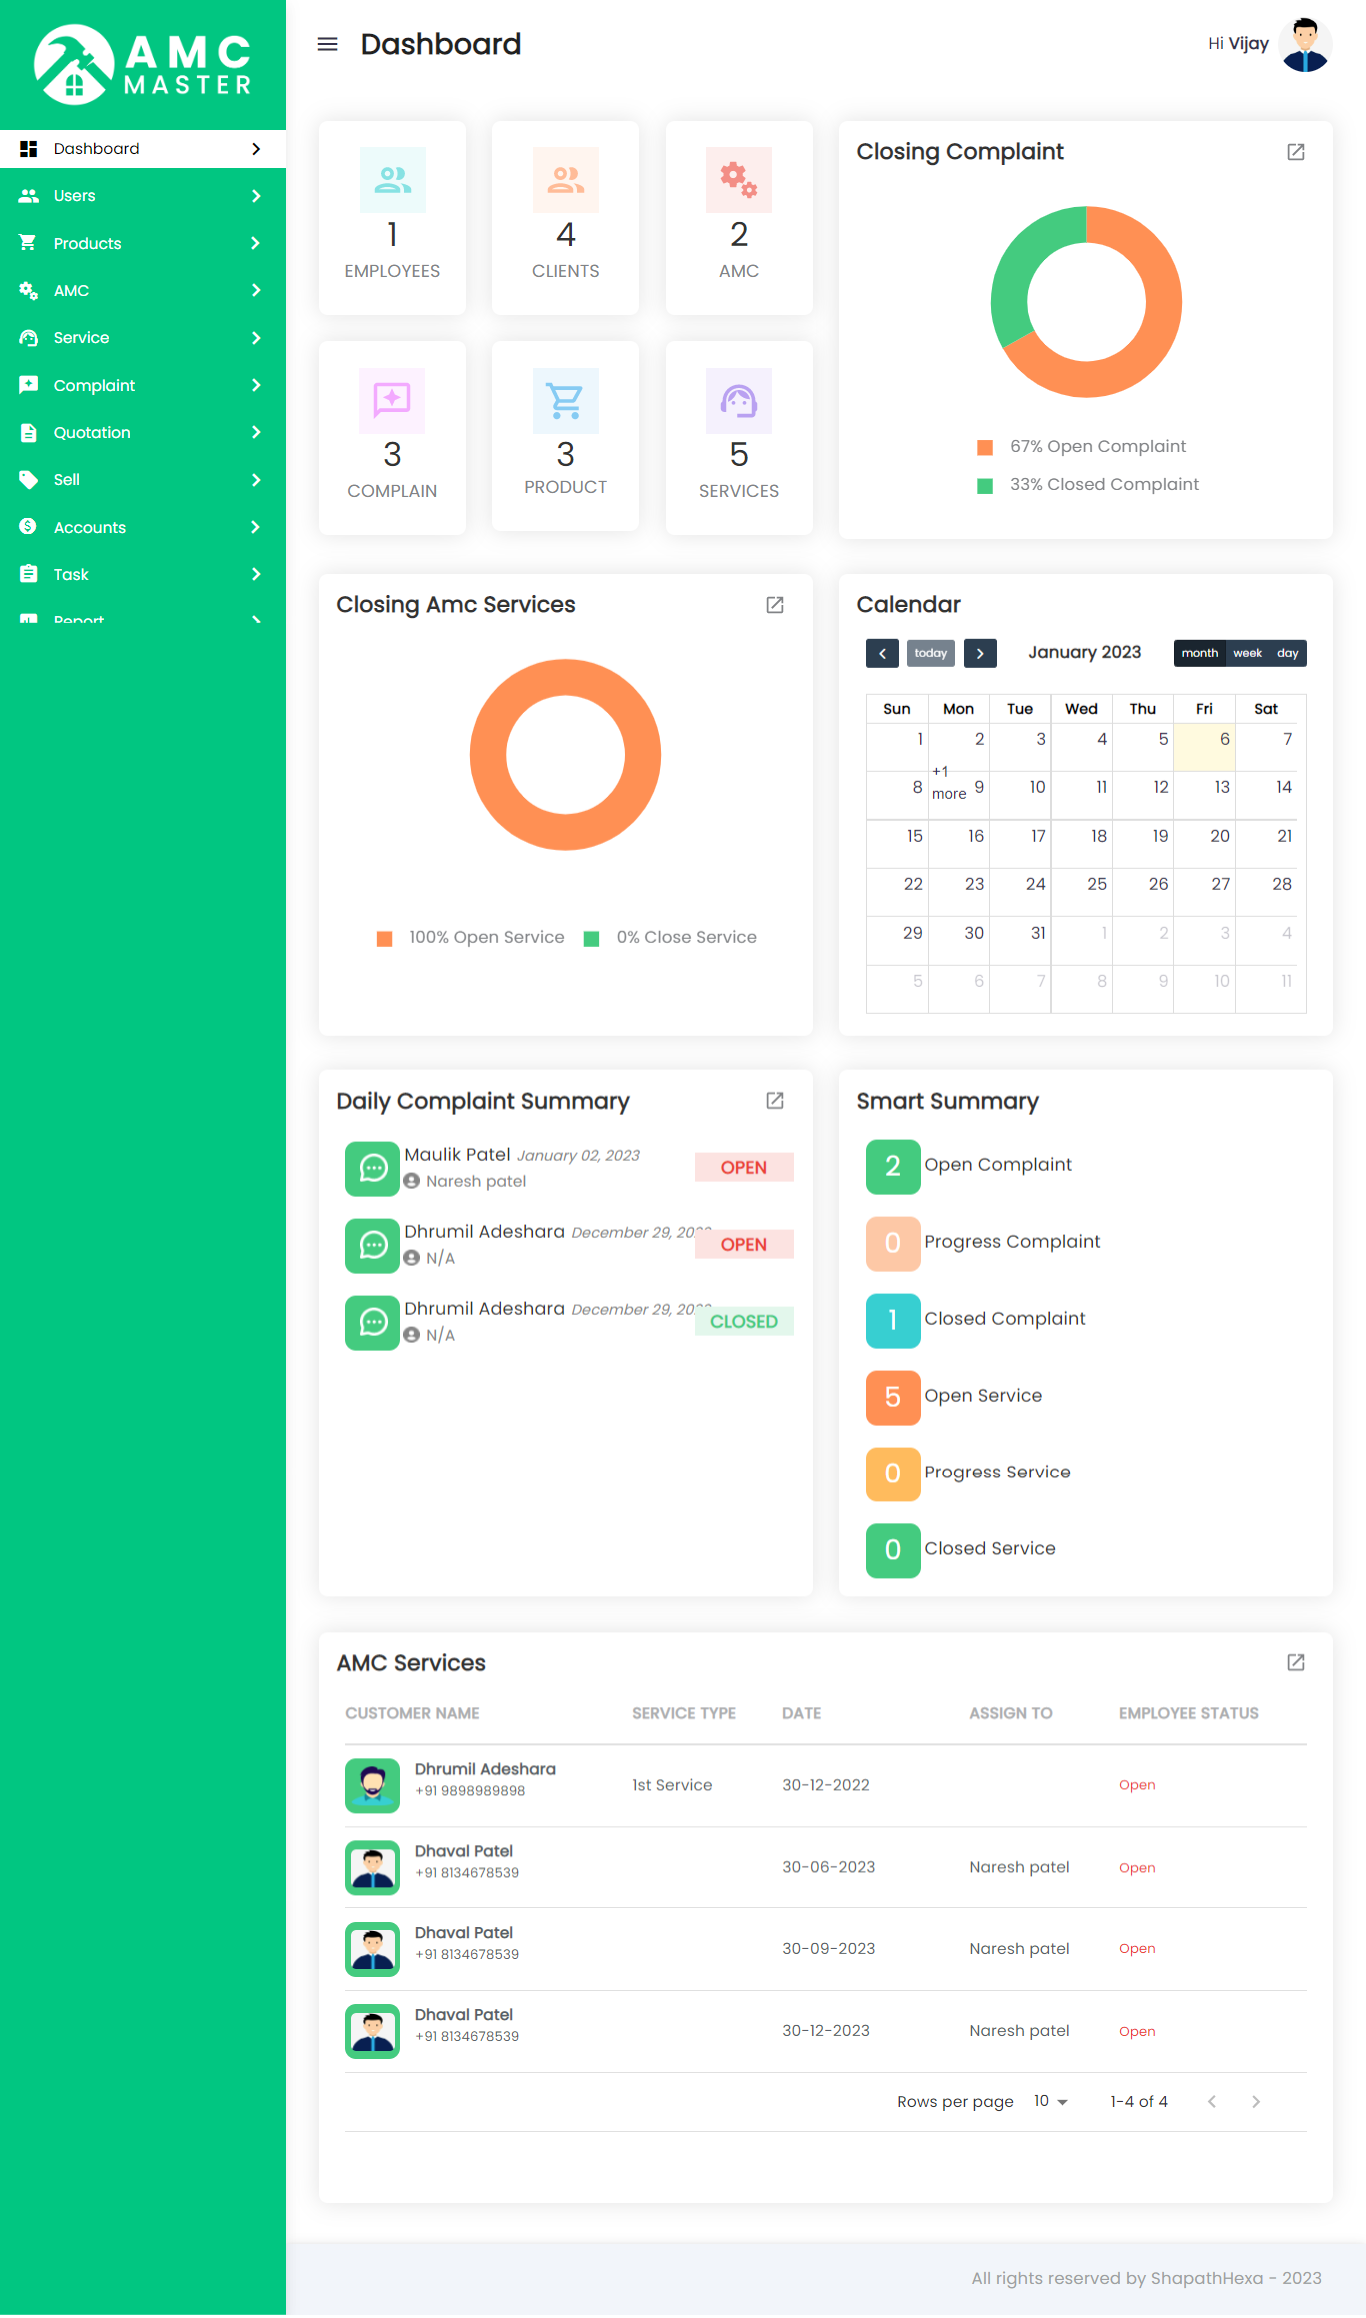 AMC
MASTER
Dashboard
Users
Products
AMC
Service
Complaint
Quotation
Sell
Accounts
Task
Report
Dashboard
Hi Vijay
1
EMPLOYEES
4
CLIENTS
2
AMC
3
COMPLAIN
3
PRODUCT
5
SERVICES
Closing Complaint
67% Open Complaint
33% Closed Complaint
Closing Amc Services
100% Open Service 0% Close Service
Calendar
today January 2023 month week day
Sun Mon Tue Wed Thu Fri Sat
1 2 3 4 5 6 7
+1
more
8 9 10 11 12 13 14
15 16 17 18 19 20 21
22 23 24 25 26 27 28
29 30 31 1 2 3 4
5 6 7 8 9 10 11
Daily Complaint Summary
Maulik Patel January 02, 2023
Naresh patel
OPEN
Dhrumil Adeshara December 29, 2022
N/A
OPEN
Dhrumil Adeshara December 29, 2022
N/A
CLOSED
Smart Summary
2 Open Complaint
0 Progress Complaint
1 Closed Complaint
5 Open Service
0 Progress Service
0 Closed Service
AMC Services
CUSTOMER NAME SERVICE TYPE DATE ASSIGN TO EMPLOYEE STATUS
Dhrumil Adeshara
+91 9898989898
1st Service 30-12-2022 Open
Dhaval Patel
+91 8134678539
30-06-2023 Naresh patel Open
Dhaval Patel
+91 8134678539
30-09-2023 Naresh patel Open
Dhaval Patel
+91 8134678539
30-12-2023 Naresh patel Open
Rows per page 10 1-4 of 4
All rights reserved by ShapathHexa - 2023